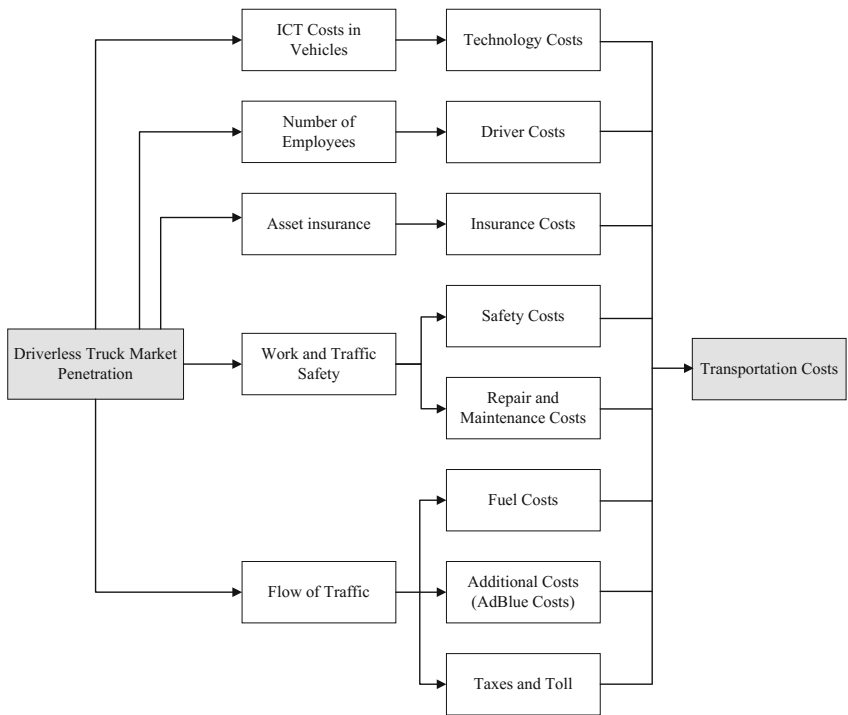 ICT Costs in
Vehicles
Technology Costs
Number of
Employees
Driver Costs
Asset insurance
Insurance Costs
Driverless Truck Market
Penetration
Work and Traffic
Safety
Safety Costs
Repair and
Maintenance Costs
Transportation Costs
Flow of Traffic
Fuel Costs
Additional Costs
(AdBlue Costs)
Taxes and Toll